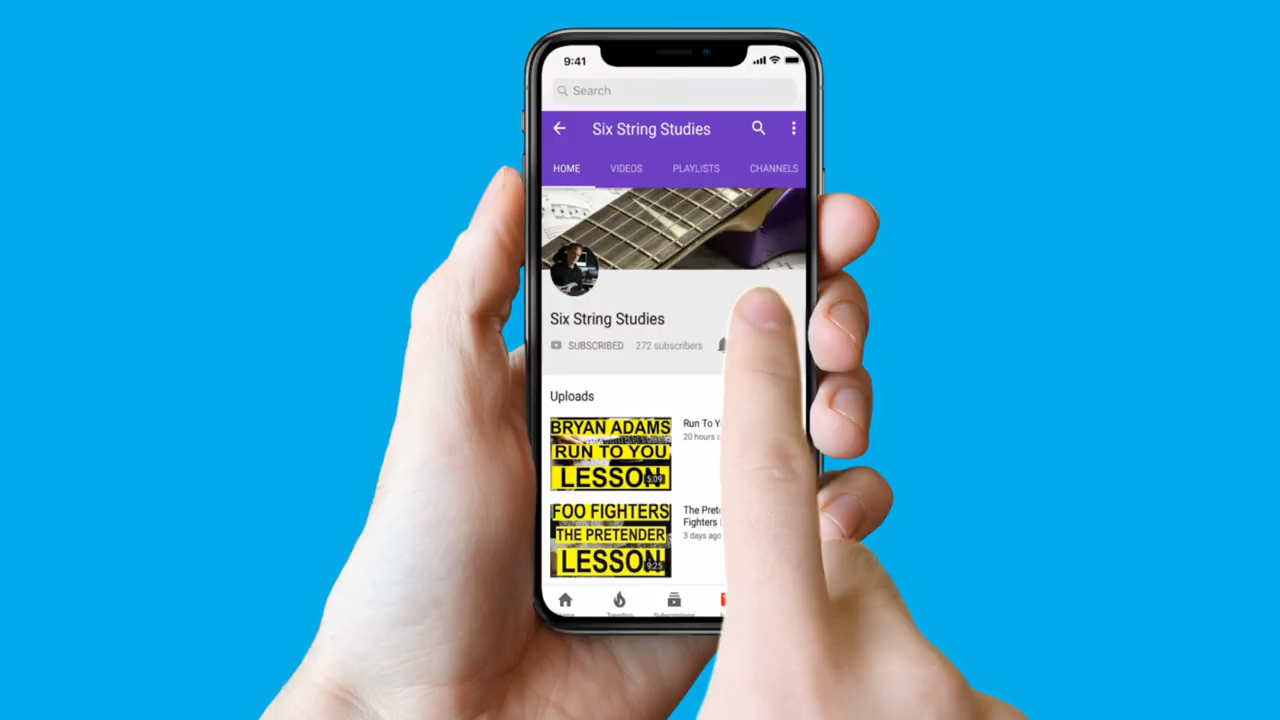 9:41
Search
Six String Studies
HOME VIDEOS PLAYLISTS CHANNELS
Six String Studies
SUBSCRIBED 272 subscribers
Uploads
BRYAN ADAMS
RUN TO YOU
LESSON
5:09
Run To Y
20 hours
FOO FIGHTERS
THE PRETENDER
LESSON
9:25
The Pret
Fighters
3 days ago